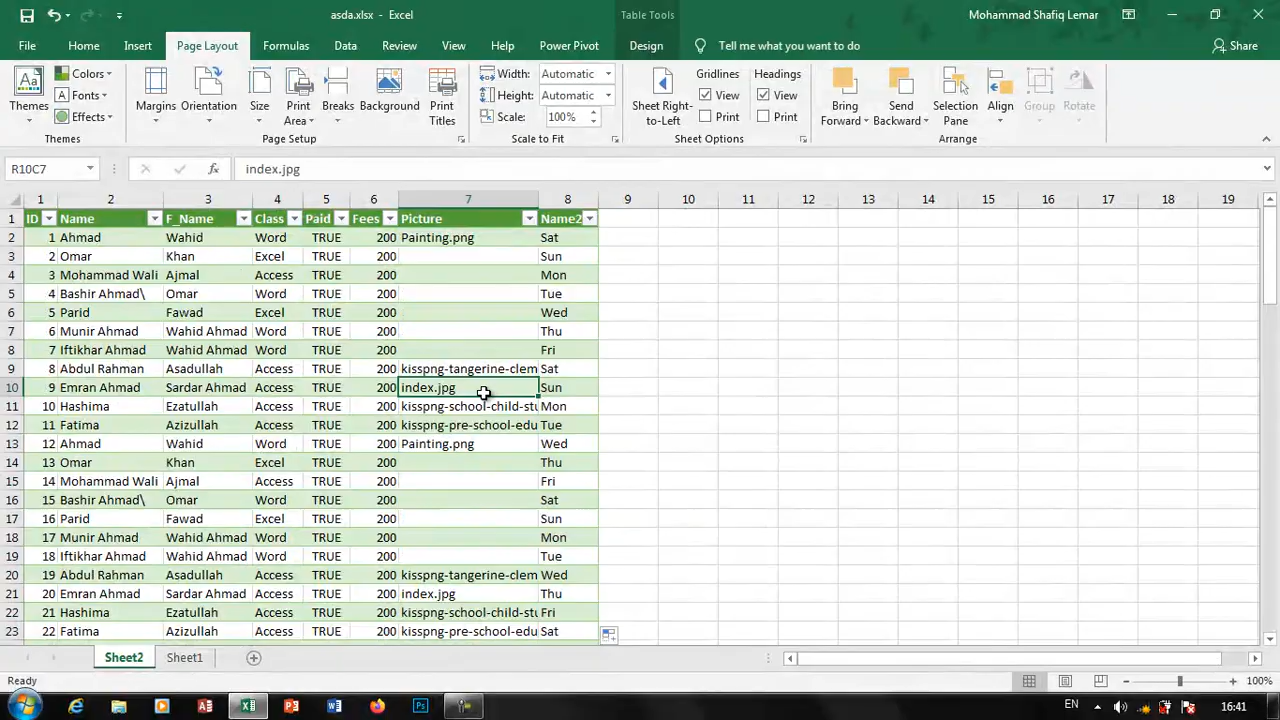 asda.xlsx - Excel
Table Tools
Mohammad Shafiq Lemar
File Home Insert Page Layout Formulas Data Review View Help Power Pivot Design Tell me what you want to do Share
Themes Colors Fonts Effects Margins Orientation Size Print Area Breaks Background Print Titles Width: Automatic Height: Automatic Scale: 100% Sheet Right-to-Left Gridlines View Print Headings View Print Bring Forward Send Backward Selection Pane Align Group Rotate
Themes Page Setup Scale to Fit Sheet Options Arrange
R10C7 index.jpg
1 2 3 4 5 6 7 8 9 10 11 12 13 14 15 16 17 18 19
1 ID Name F_Name Class Paid Fees Picture Name2
2 1 Ahmad Wahid Word TRUE 200 Painting.png Sat
3 2 Omar Khan Excel TRUE 200 Sun
4 3 Mohammad Wali Ajmal Access TRUE 200 Mon
5 4 Bashir Ahmad\ Omar Word TRUE 200 Tue
6 5 Parid Fawad Excel TRUE 200 Wed
7 6 Munir Ahmad Wahid Ahmad Word TRUE 200 Thu
8 7 Iftikhar Ahmad Wahid Ahmad Word TRUE 200 Fri
9 8 Abdul Rahman Asadullah Access TRUE 200 kisspng-tangerine-clem Sat
10 9 Emran Ahmad Sardar Ahmad Access TRUE 200 index.jpg Sun
11 10 Hashima Ezatullah Access TRUE 200 kisspng-school-child-stu Mon
12 11 Fatima Azizullah Access TRUE 200 kisspng-pre-school-edu Tue
13 12 Ahmad Wahid Word TRUE 200 Painting.png Wed
14 13 Omar Khan Excel TRUE 200 Thu
15 14 Mohammad Wali Ajmal Access TRUE 200 Fri
16 15 Bashir Ahmad\ Omar Word TRUE 200 Sat
17 16 Parid Fawad Excel TRUE 200 Sun
18 17 Munir Ahmad Wahid Ahmad Word TRUE 200 Mon
19 18 Iftikhar Ahmad Wahid Ahmad Word TRUE 200 Tue
20 19 Abdul Rahman Asadullah Access TRUE 200 kisspng-tangerine-clem Wed
21 20 Emran Ahmad Sardar Ahmad Access TRUE 200 index.jpg Thu
22 21 Hashima Ezatullah Access TRUE 200 kisspng-school-child-stu Fri
23 22 Fatima Azizullah Access TRUE 200 kisspng-pre-school-edu Sat
Sheet2 Sheet1
Ready 100%
EN 16:41